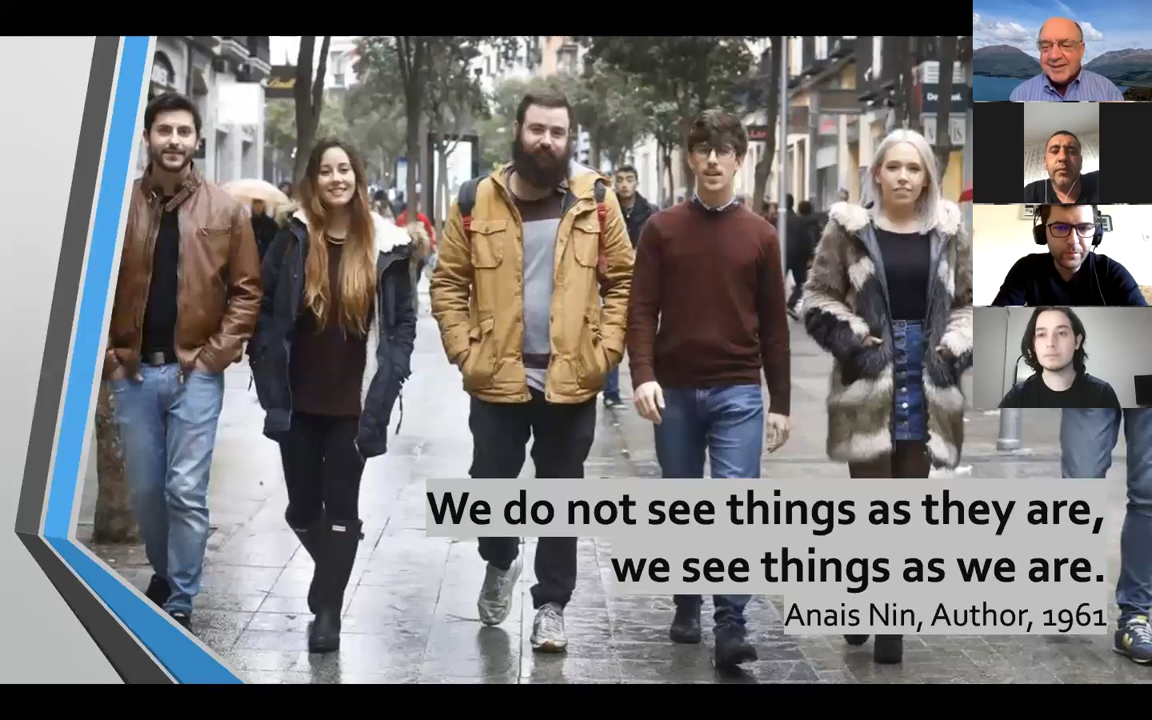 We do not see things as they are,
we see things as we are.
Anais Nin, Author, 1961